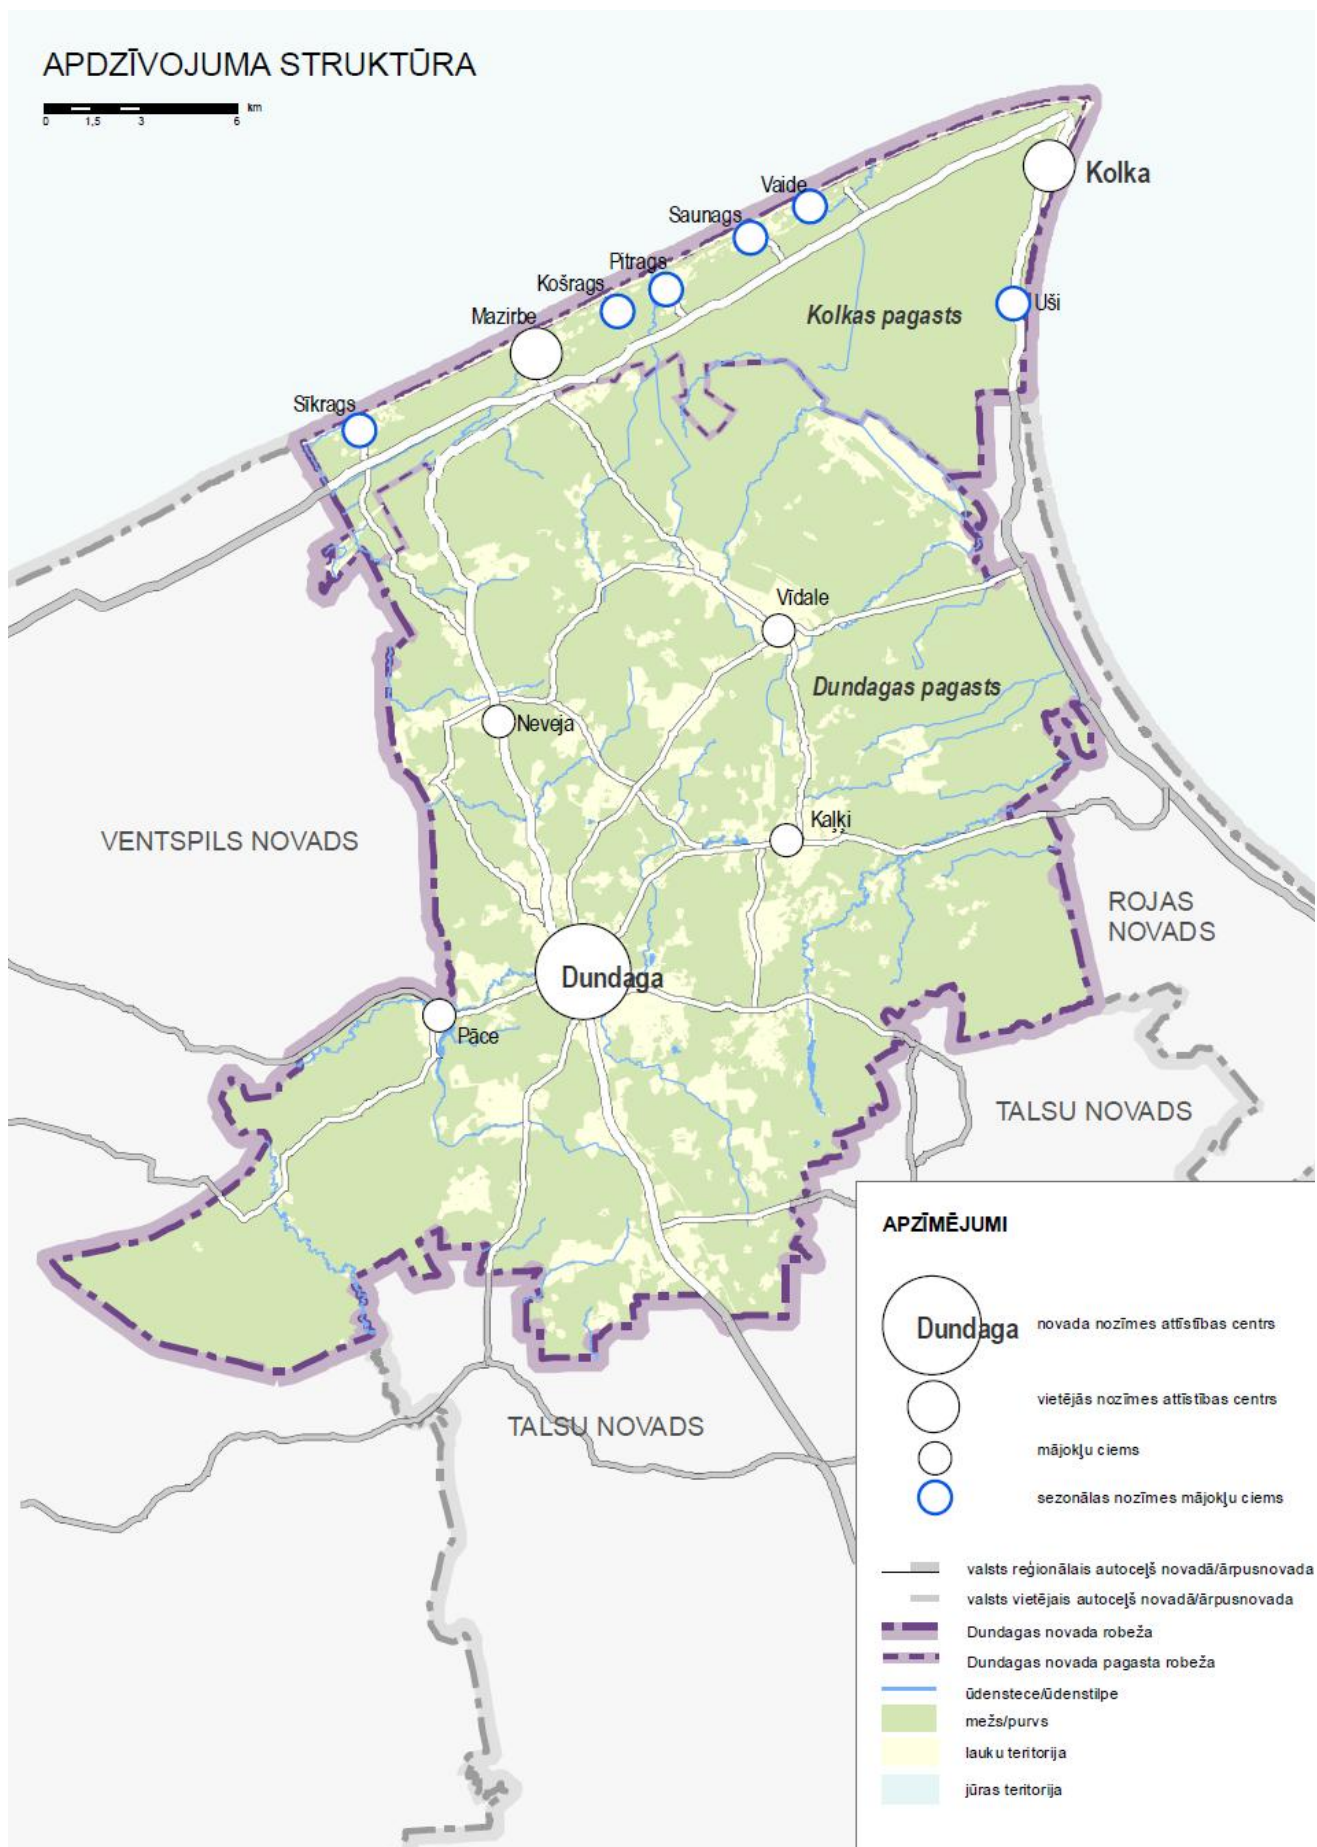 APDZĪVOJUMA STRUKTŪRA
km
0 1,5 3 6
Kolka
Vaide
Saunags
Pitrags
Košrags
Uši
Kolkas pagasts
Mazirbe
Sīkrags
Vīdale
Dundagas pagasts
Neveja
Kaļķi
VENTSPILS NOVADS
ROJAS
NOVADS
Dundaga
Pāce
TALSU NOVADS
TALSU NOVADS
APZĪMĒJUMI
Dundaga novada nozīmes attīstības centrs
vietējās nozīmes attīstības centrs
mājokļu ciems
sezonālas nozīmes mājokļu ciems
valsts reģionālais autoceļš novadā/ārpusnovada
valsts vietējais autoceļš novadā/ārpusnovada
Dundagas novada robeža
Dundagas novada pagasta robeža
ūdenstece/ūdenstilpe
mežs/purvs
lauku teritorija
jūras teritorija